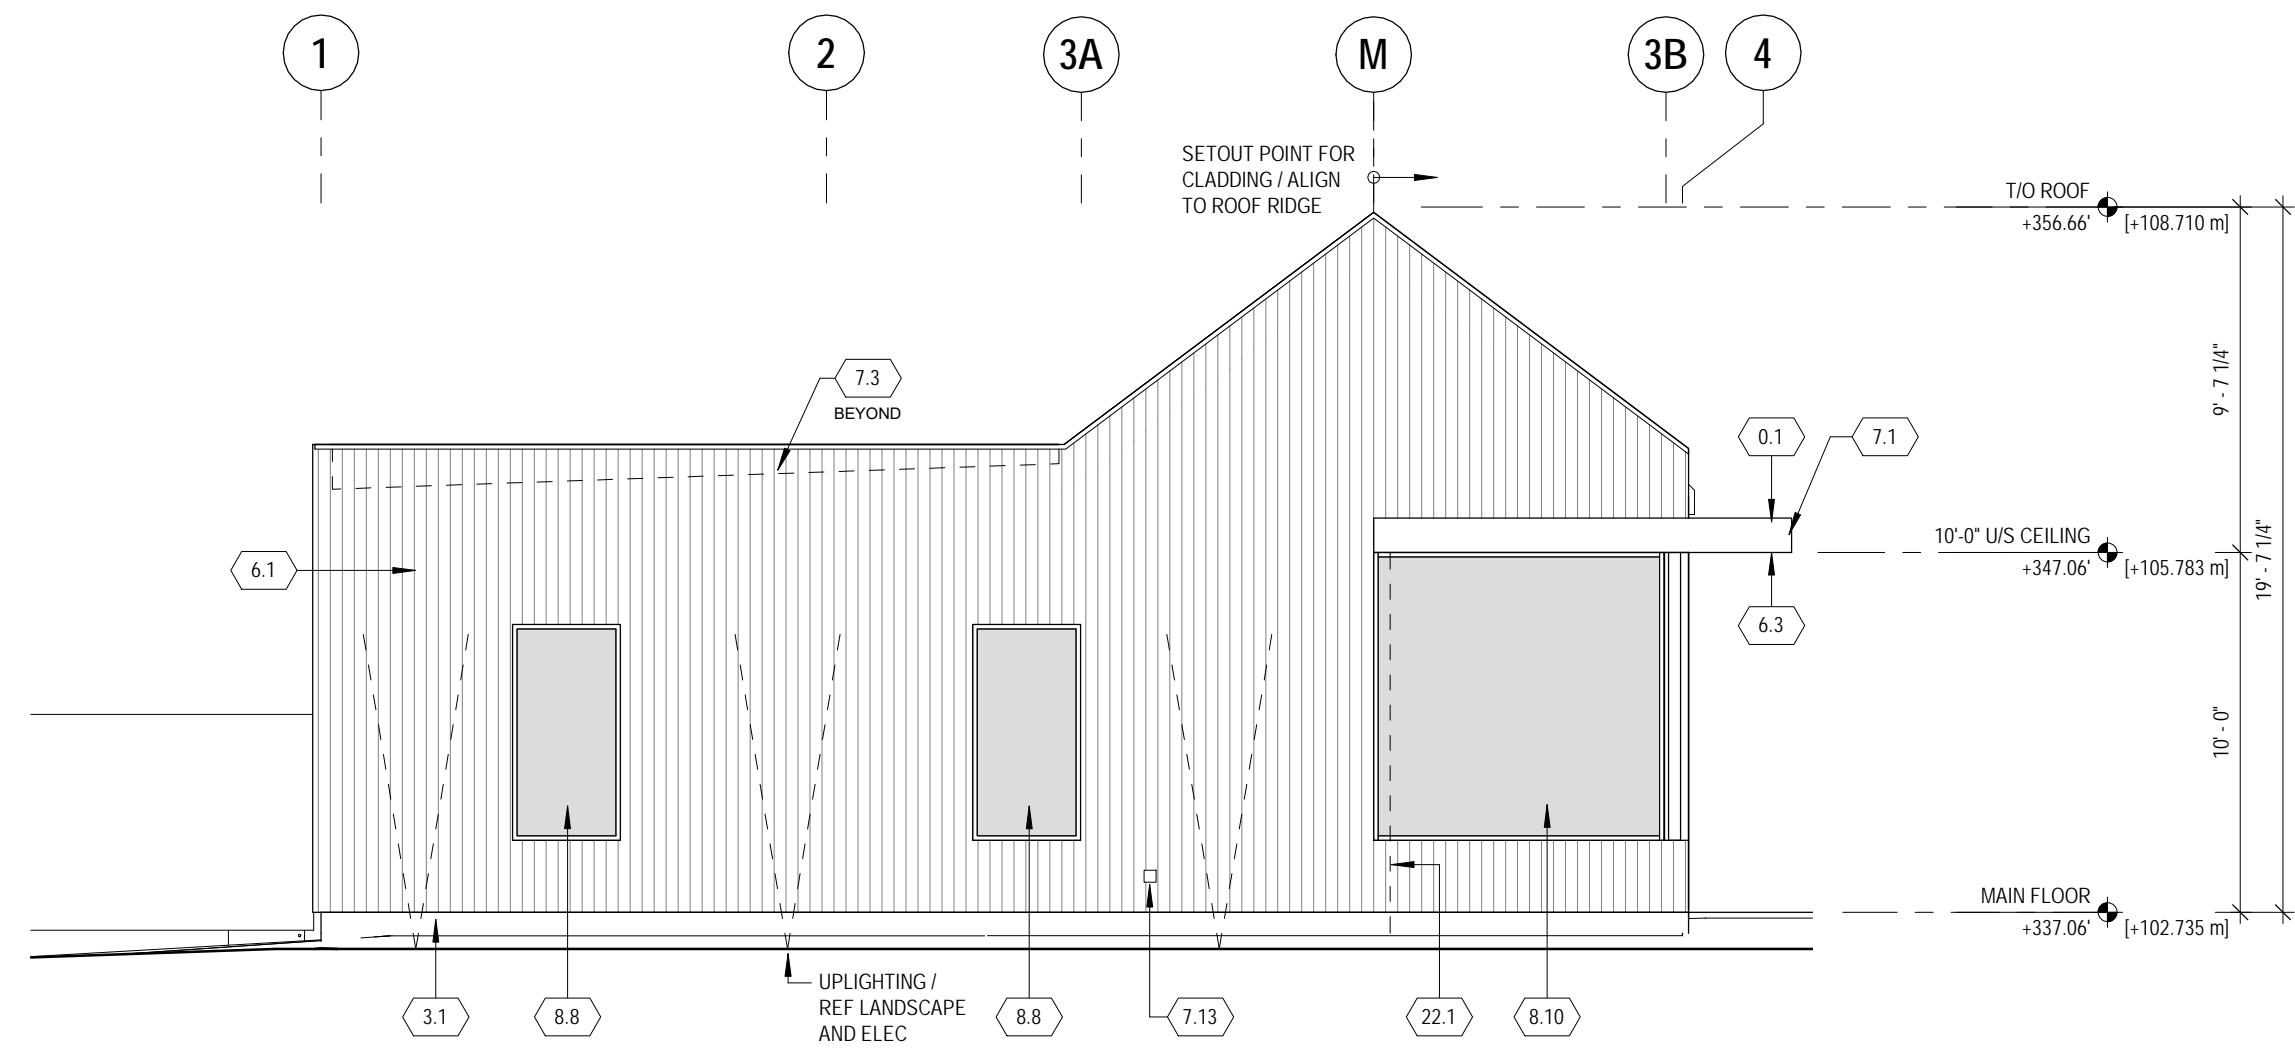 1
2
3A
M
3B
4
SETOUT POINT FOR
CLADDING / ALIGN
TO ROOF RIDGE
T/O ROOF
+356.66'
[+108.710 m]
7.3
BEYOND
9' - 7 1/4"
0.1
7.1
10'-0" U/S CEILING
+347.06'
[+105.783 m]
19' - 7 1/4"
6.1
6.3
10' - 0"
MAIN FLOOR
+337.06'
[+102.735 m]
UPLIGHTING /
REF LANDSCAPE
AND ELEC
3.1
8.8
8.8
7.13
22.1
8.10